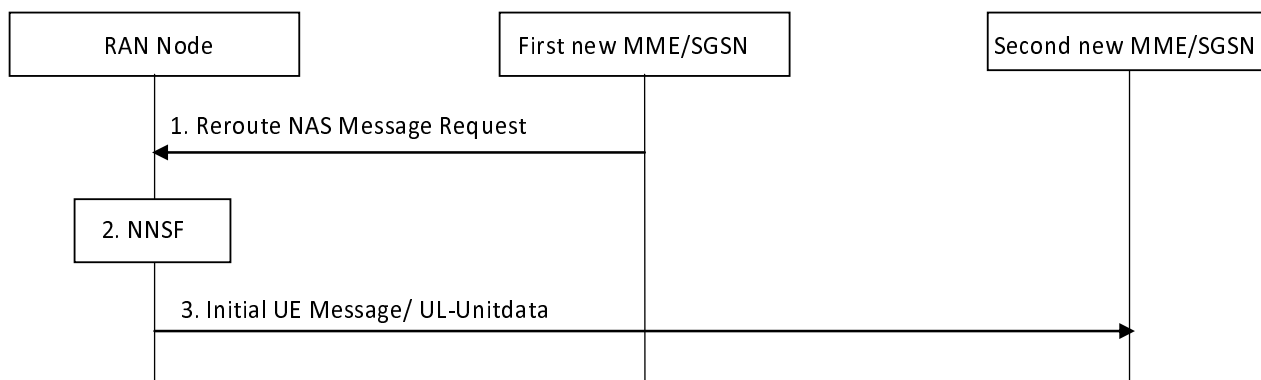 RAN Node
First new MME/SGSN
Second new MME/SGSN
1. Reroute NAS Message Request
2. NNSF
3. Initial UE Message/ UL-Unitdata